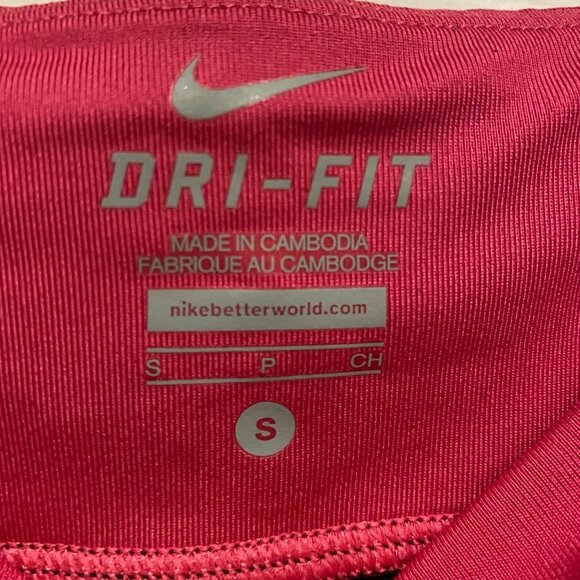 DRI-FIT
MADE IN CAMBODIA
FABRIQUE AU CAMBODGE
nikebetterworld.com
S P CH
S